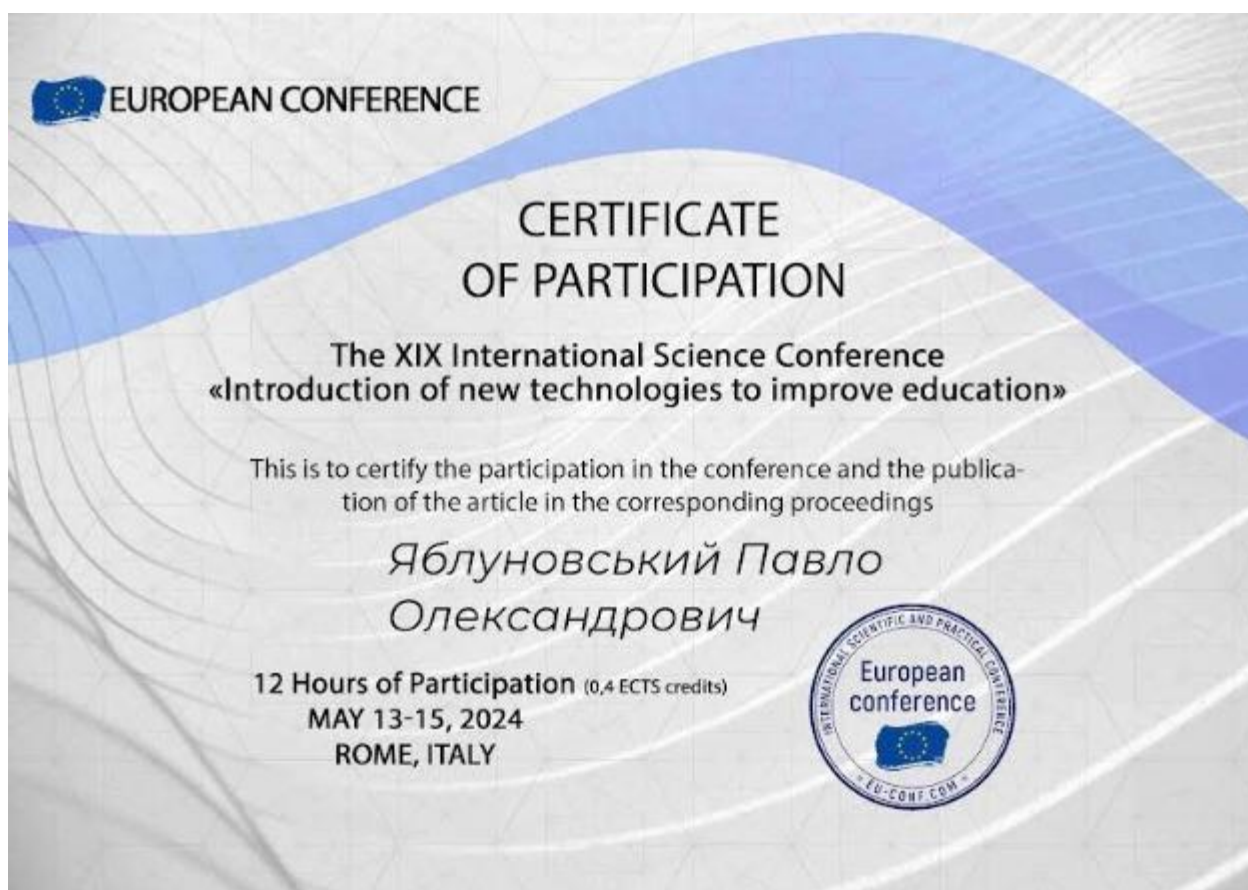 EUROPEAN CONFERENCE
CERTIFICATE
OF PARTICIPATION
The XIX International Science Conference
«Introduction of new technologies to improve education»
This is to certify the participation in the conference and the publica-
tion of the article in the corresponding proceedings
Яблуновський Павло
Олександрович
12 Hours of Participation (0,4 ECTS credits)
MAY 13-15, 2024
ROME, ITALY
INTERNATIONAL SCIENTIFIC AND PRACTICAL CONFERENCE
European
conference
EU-CONF.COM